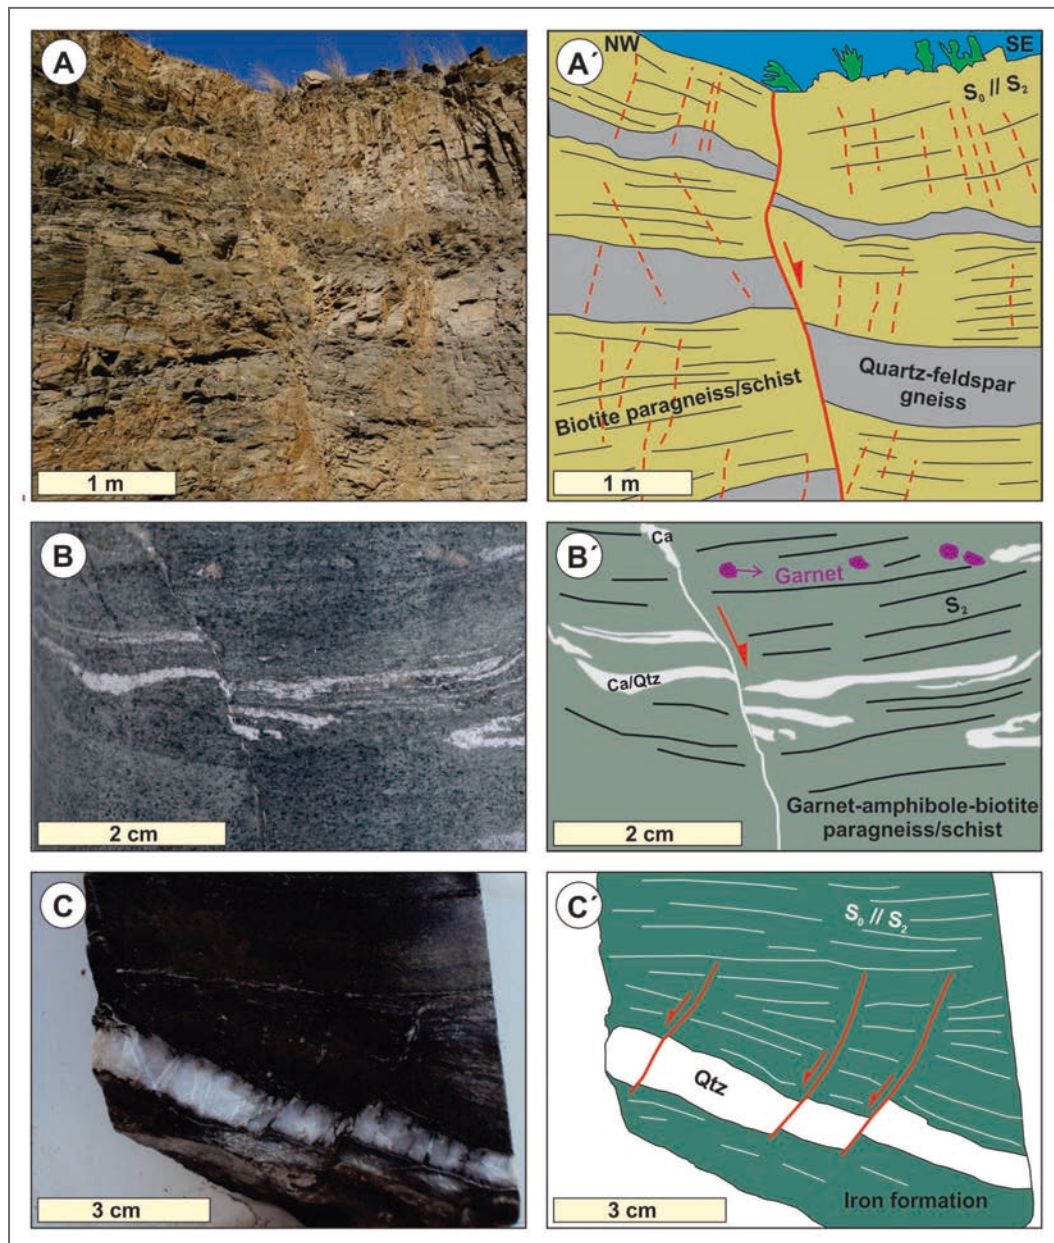 A
1 m
A´
NW
SE
S₀ // S₂
Quartz-feldspar
gneiss
Biotite paragneiss/schist
1 m
B
2 cm
B´
Ca
Garnet
S₂
Ca/Qtz
Garnet-amphibole-biotite
paragneiss/schist
2 cm
C
3 cm
C´
S₀ // S₂
Qtz
Iron formation
3 cm